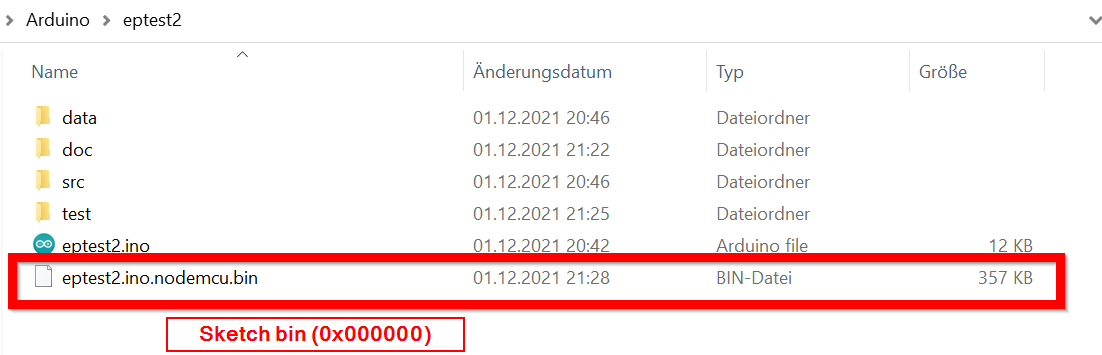 Arduino eptest2
Name Änderungsdatum Typ Größe
data 01.12.2021 20:46 Dateiordner
doc 01.12.2021 21:22 Dateiordner
src 01.12.2021 20:46 Dateiordner
test 01.12.2021 21:25 Dateiordner
eptest2.ino 01.12.2021 20:42 Arduino file 12 KB
eptest2.ino.nodemcu.bin 01.12.2021 21:28 BIN-Datei 357 KB
Sketch bin (0x000000)